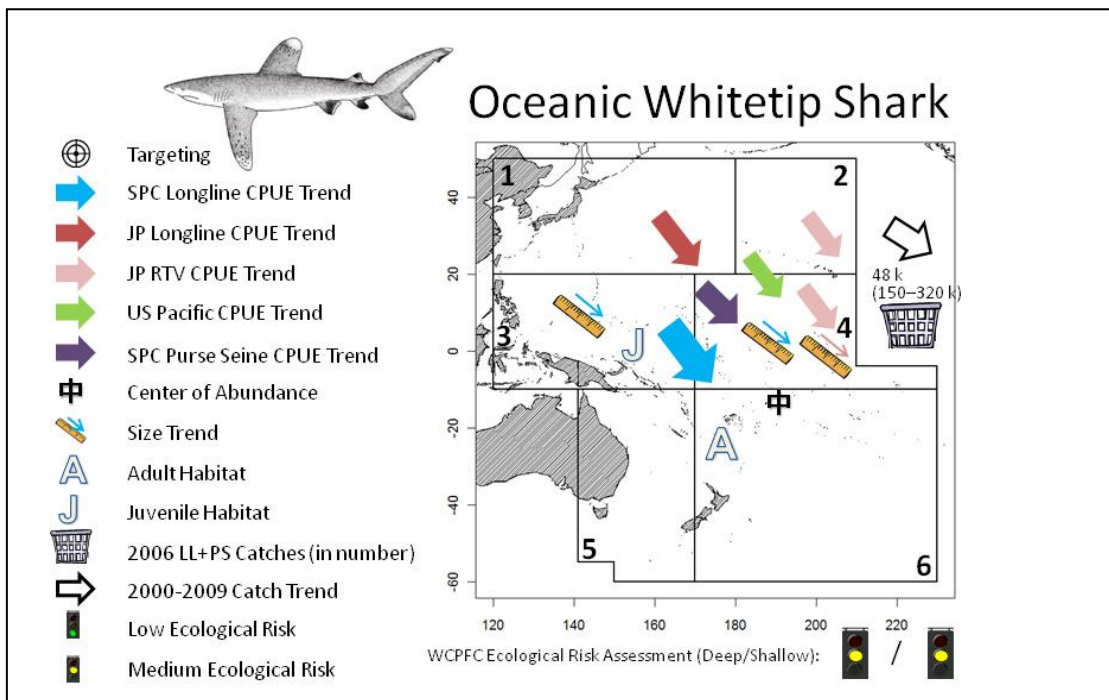 Oceanic Whitetip Shark
Targeting
SPC Longline CPUE Trend
JP Longline CPUE Trend
JP RTV CPUE Trend
US Pacific CPUE Trend
SPC Purse Seine CPUE Trend
中 Center of Abundance
Size Trend
A Adult Habitat
J Juvenile Habitat
2006 LL+PS Catches (in number)
2000-2009 Catch Trend
Low Ecological Risk
Medium Ecological Risk
1
2
3
4
5
6
J
A
中
48 k
(150–320 k)
40
20
0
-20
-40
-60
120 140 160 180 200 220
WCPFC Ecological Risk Assessment (Deep/Shallow): /